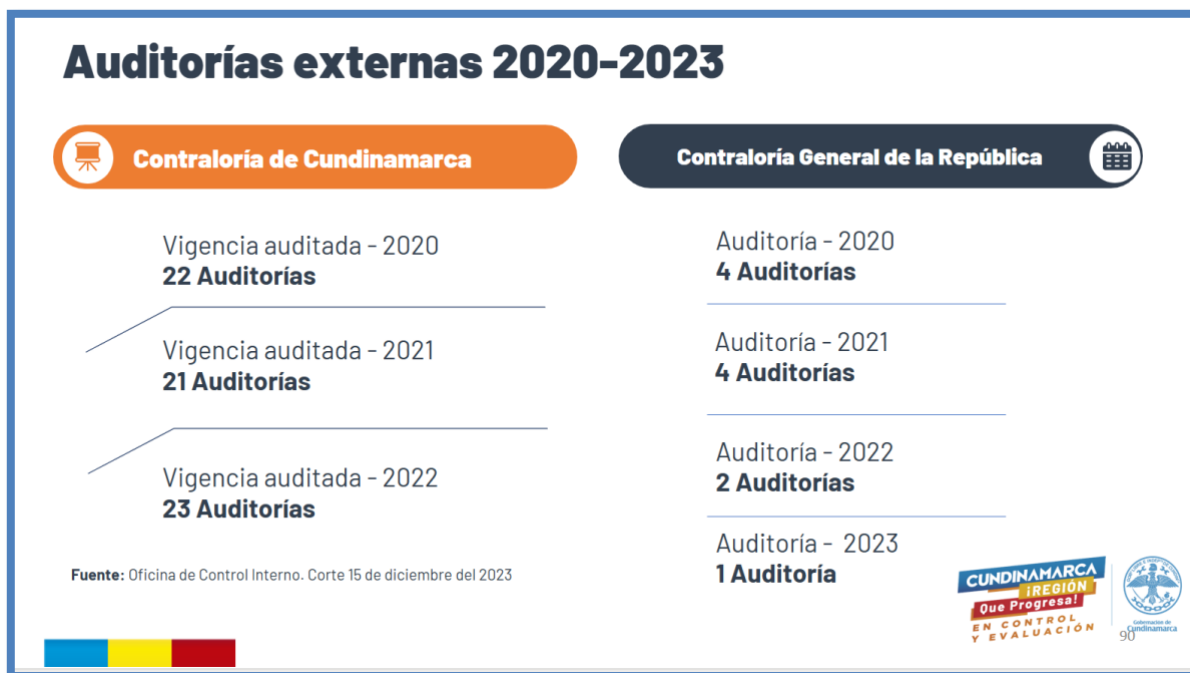 Auditorías externas 2020-2023
Contraloría de Cundinamarca
Vigencia auditada - 2020
22 Auditorías
Vigencia auditada - 2021
21 Auditorías
Vigencia auditada - 2022
23 Auditorías
Fuente: Oficina de Control Interno. Corte 15 de diciembre del 2023
Contraloría General de la República
Auditoría - 2020
4 Auditorías
Auditoría - 2021
4 Auditorías
Auditoría - 2022
2 Auditorías
Auditoría - 2023
1 Auditoría
CUNDINAMARCA
¡REGIÓN
Que Progresa!
EN CONTROL
Y EVALUACIÓN
Gobernación de
Cundinamarca
90